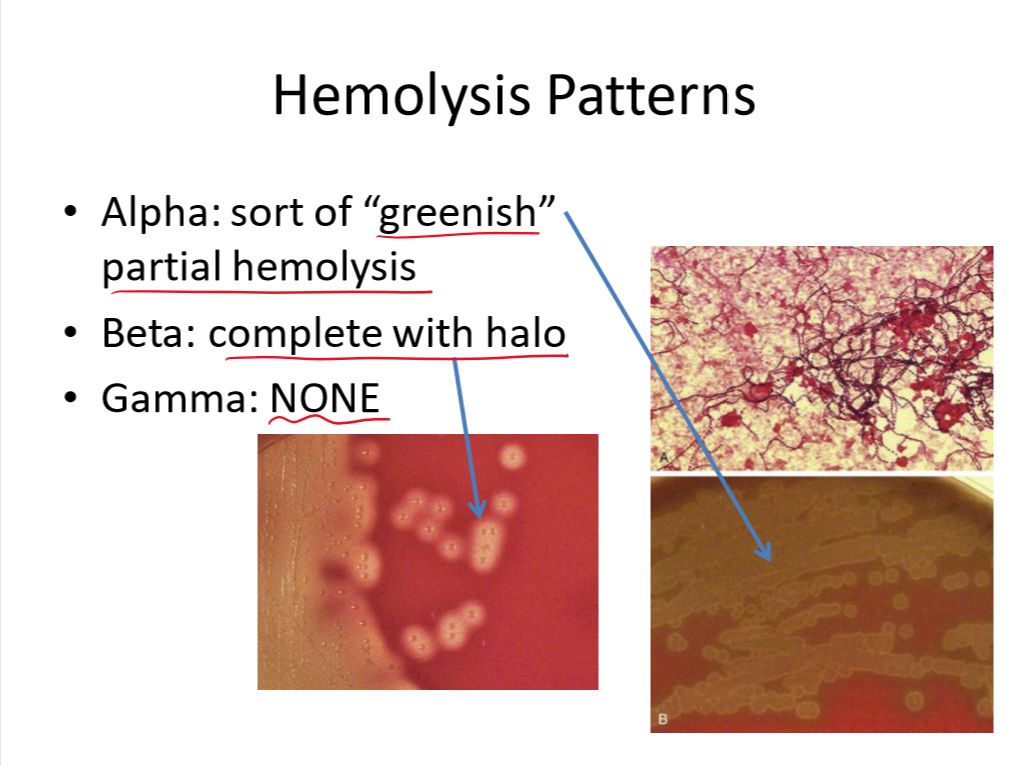 Hemolysis Patterns
• Alpha: sort of “greenish”
partial hemolysis
• Beta: complete with halo
• Gamma: NONE
A
B